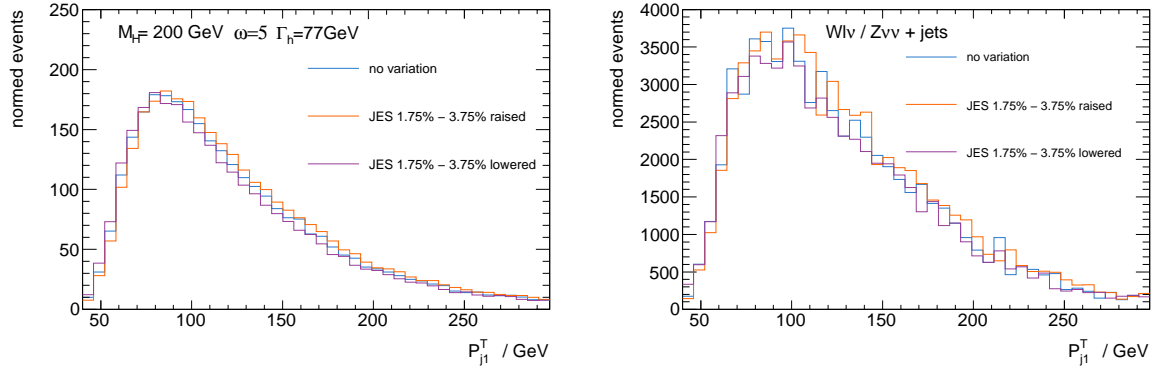 normed events
250
200
150
100
50
0
M_H= 200 GeV ω=5 Γ_h=77GeV
no variation
JES 1.75% − 3.75% raised
JES 1.75% − 3.75% lowered
50 100 150 200 250
P^T_j1 / GeV
normed events
4000
3500
3000
2500
2000
1500
1000
500
0
Wlν / Zνν + jets
no variation
JES 1.75% − 3.75% raised
JES 1.75% − 3.75% lowered
50 100 150 200 250
P^T_j1 / GeV